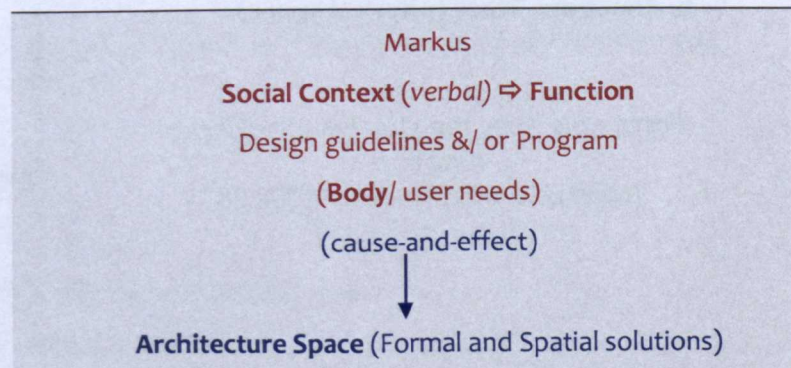 Markus
Social Context (verbal) ⇨ Function
Design guidelines &/ or Program
(Body/ user needs)
(cause-and-effect)
Architecture Space (Formal and Spatial solutions)